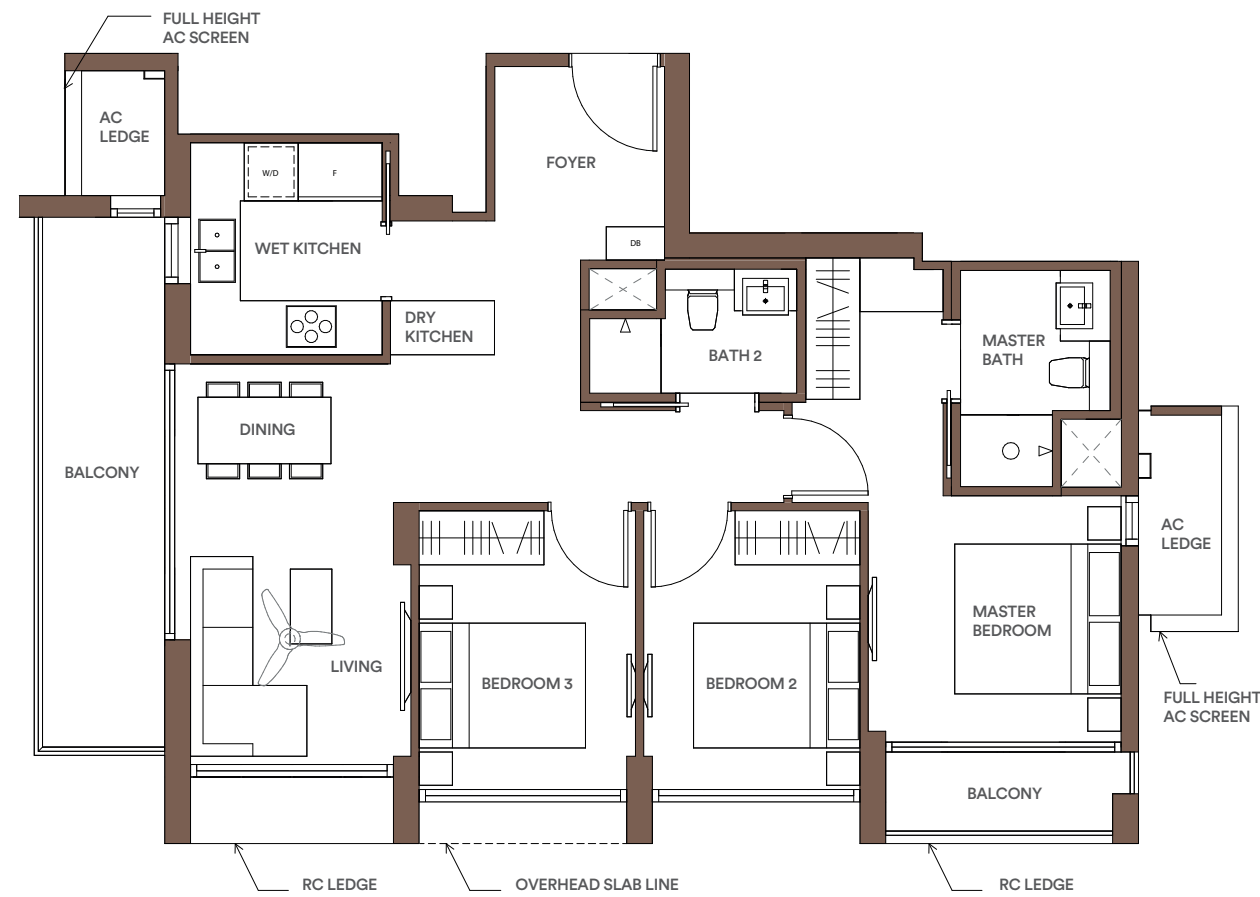 FULL HEIGHT
AC SCREEN
AC
LEDGE
W/D
F
FOYER
WET KITCHEN
DB
DRY
KITCHEN
BATH 2
MASTER
BATH
DINING
BALCONY
AC
LEDGE
MASTER
BEDROOM
LIVING
BEDROOM 3
BEDROOM 2
FULL HEIGHT
AC SCREEN
BALCONY
RC LEDGE
OVERHEAD SLAB LINE
RC LEDGE